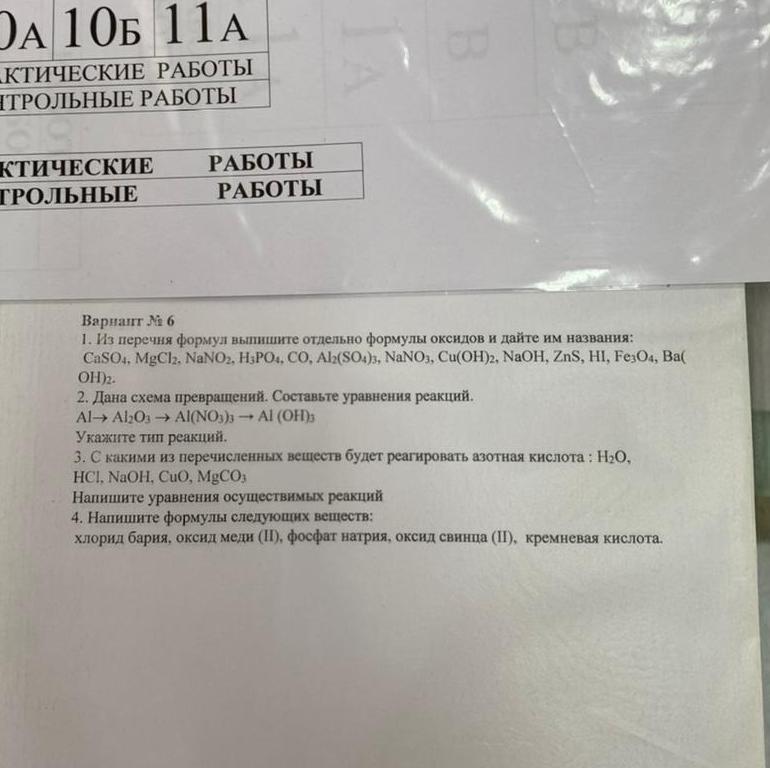 0А 10Б 11А
АКТИЧЕСКИЕ РАБОТЫ
НТРОЛЬНЫЕ РАБОТЫ
КТИЧЕСКИЕ РАБОТЫ
ТРОЛЬНЫЕ РАБОТЫ
Вариант № 6
1. Из перечня формул выпишите отдельно формулы оксидов и дайте им названия:
CaSO₄, MgCl₂, NaNO₂, H₃PO₄, CO, Al₂(SO₄)₃, NaNO₃, Cu(OH)₂, NaOH, ZnS, HI, Fe₃O₄, Ba(
OH)₂.
2. Дана схема превращений. Составьте уравнения реакций.
Al→ Al₂O₃ → Al(NO₃)₃ → Al (OH)₃
Укажите тип реакций.
3. С какими из перечисленных веществ будет реагировать азотная кислота : H₂O,
HCl, NaOH, CuO, MgCO₃
Напишите уравнения осуществимых реакций
4. Напишите формулы следующих веществ:
хлорид бария, оксид меди (II), фосфат натрия, оксид свинца (II), кремневая кислота.